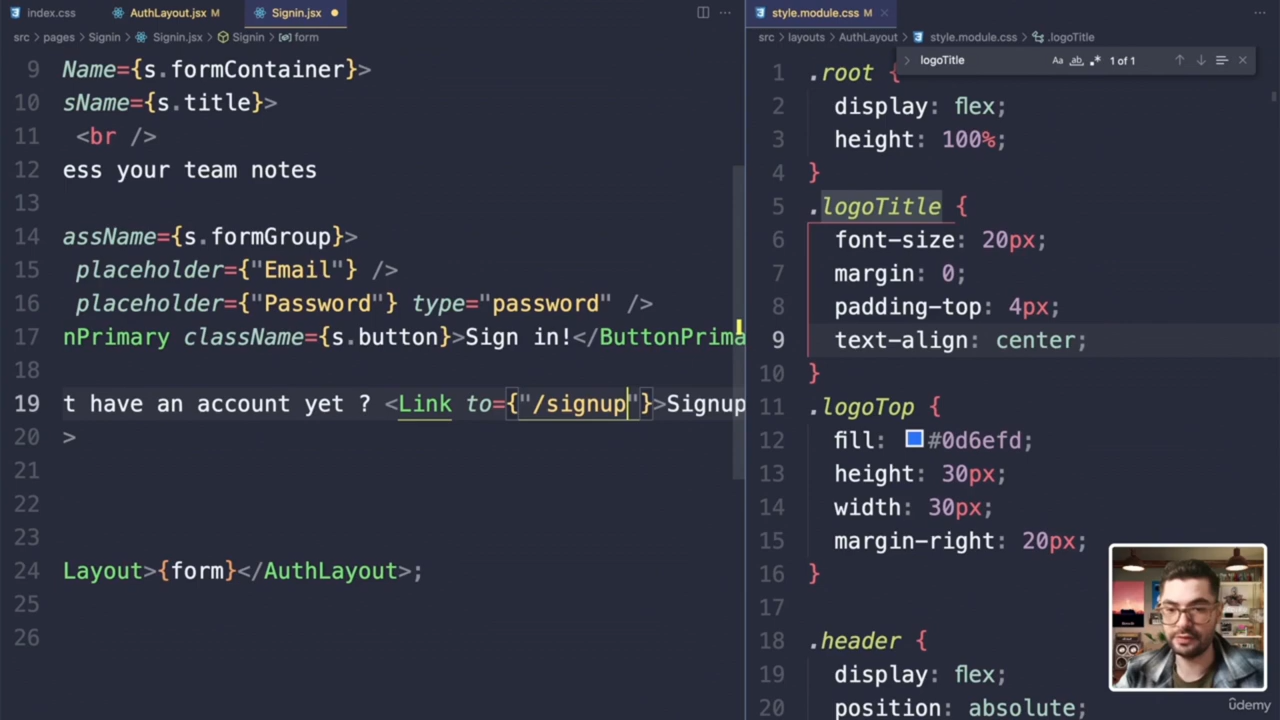 index.css
AuthLayout.jsx M
Signin.jsx
style.module.css M
src > pages > Signin > Signin.jsx > Signin > form
src > layouts > AuthLayout > style.module.css > .logoTitle
logoTitle
Aa ab 1 of 1
9 Name={s.formContainer}>
10 sName={s.title}>
11 <br />
12 ess your team notes
13
14 assName={s.formGroup}>
15 placeholder={"Email"} />
16 placeholder={"Password"} type="password" />
17 nPrimary className={s.button}>Sign in!</ButtonPrima
18
19 t have an account yet ? <Link to={"/signup"}>Signup
20 >
21
22
23
24 Layout>{form}</AuthLayout>;
25
26
1 .root {
2 display: flex;
3 height: 100%;
4 }
5 .logoTitle {
6 font-size: 20px;
7 margin: 0;
8 padding-top: 4px;
9 text-align: center;
10 }
11 .logoTop {
12 fill: #0d6efd;
13 height: 30px;
14 width: 30px;
15 margin-right: 20px;
16 }
17
18 .header {
19 display: flex;
20 position: absolute;
ûdemy